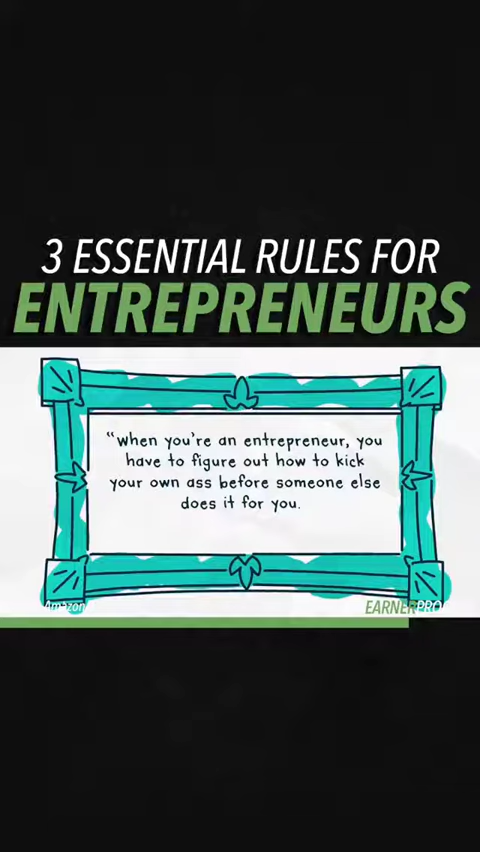 3 ESSENTIAL RULES FOR
ENTREPRENEURS
“when you're an entrepreneur, you
have to figure out how to kick
your own ass before someone else
does it for you.
Amazon
EARNERPRO